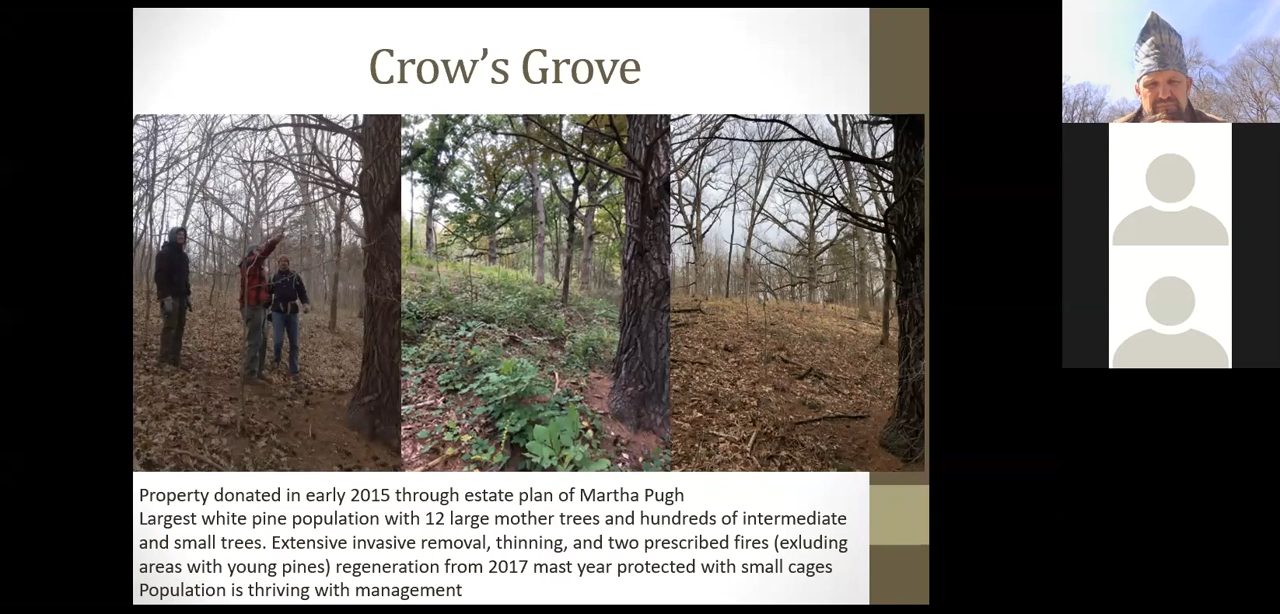 Crow's Grove
Property donated in early 2015 through estate plan of Martha Pugh
Largest white pine population with 12 large mother trees and hundreds of intermediate
and small trees. Extensive invasive removal, thinning, and two prescribed fires (exluding
areas with young pines) regeneration from 2017 mast year protected with small cages
Population is thriving with management